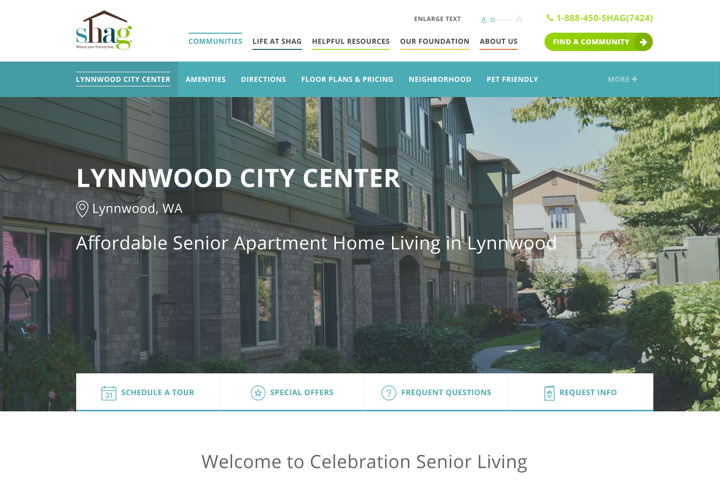 shag
Where your friends live.
ENLARGE TEXT
A
A
1-888-450-SHAG(7424)
COMMUNITIES
LIFE AT SHAG
HELPFUL RESOURCES
OUR FOUNDATION
ABOUT US
FIND A COMMUNITY
LYNNWOOD CITY CENTER
AMENITIES
DIRECTIONS
FLOOR PLANS & PRICING
NEIGHBORHOOD
PET FRIENDLY
MORE +
LYNNWOOD CITY CENTER
Lynnwood, WA
Affordable Senior Apartment Home Living in Lynnwood
31
SCHEDULE A TOUR
SPECIAL OFFERS
?
FREQUENT QUESTIONS
REQUEST INFO
Welcome to Celebration Senior Living